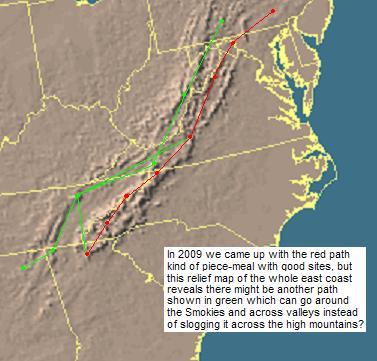 In 2009 we came up with the red path
kind of piece-meal with good sites, but
this relief map of the whole east coast
reveals there might be another path
shown in green which can go around
the Smokies and across valleys instead
of slogging it across the high mountains?